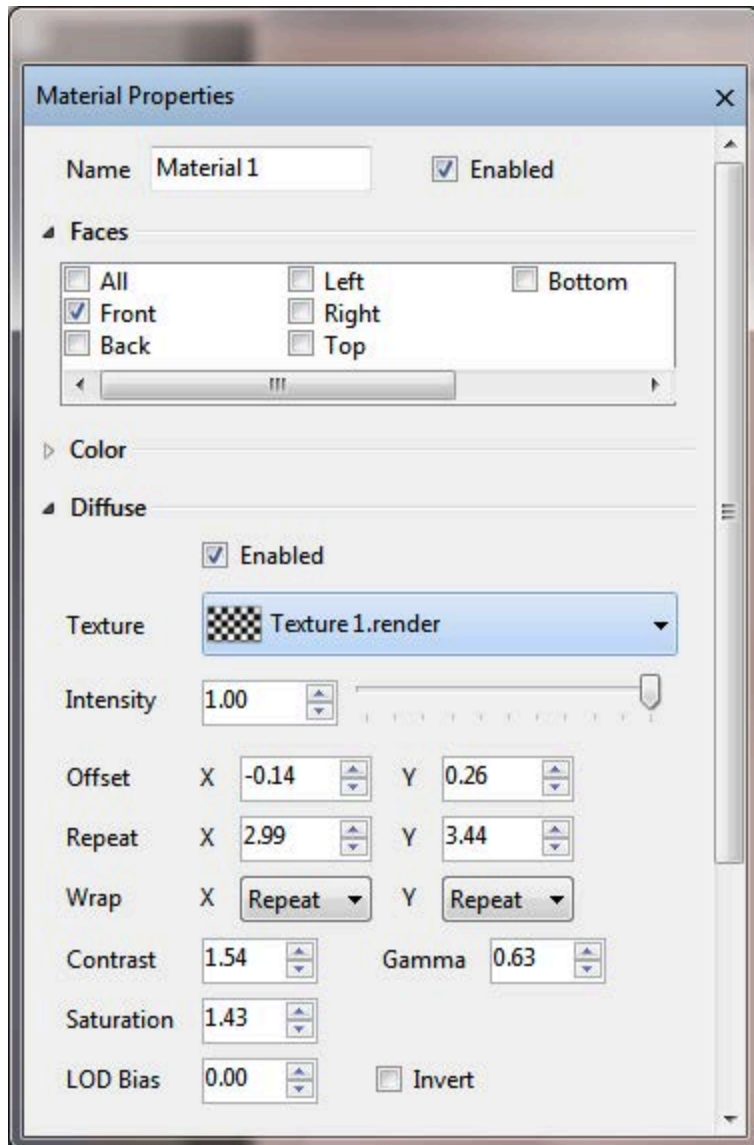 Material Properties
Name Material 1 Enabled
Faces
All Left Bottom
Front Right
Back Top
Color
Diffuse
Enabled
Texture Texture 1.render
Intensity 1.00
Offset X -0.14 Y 0.26
Repeat X 2.99 Y 3.44
Wrap X Repeat Y Repeat
Contrast 1.54 Gamma 0.63
Saturation 1.43
LOD Bias 0.00 Invert